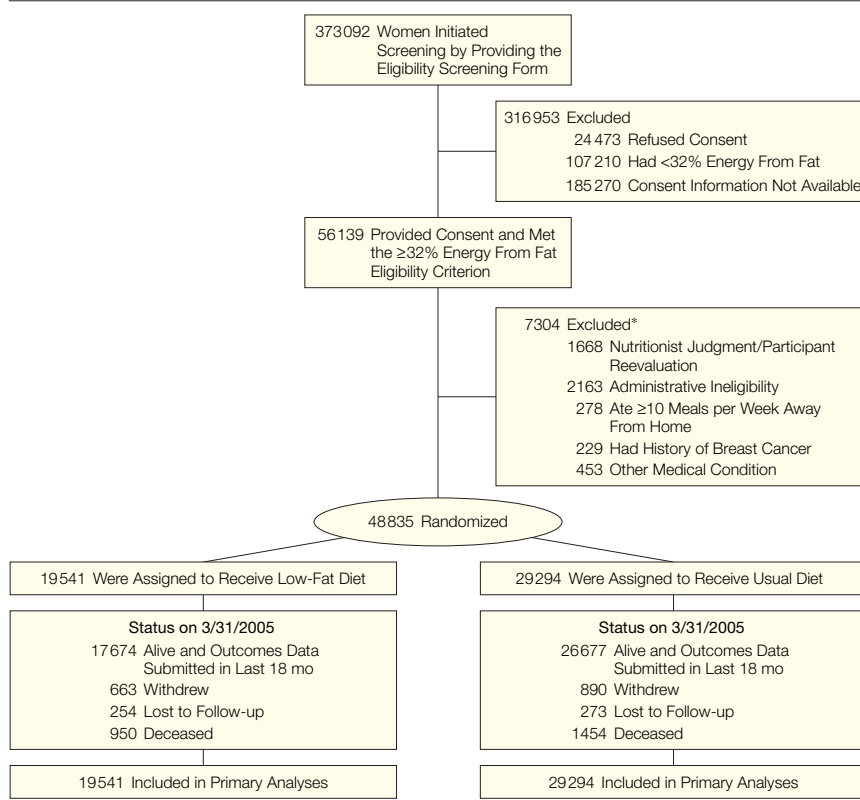 373092 Women Initiated
Screening by Providing the
Eligibility Screening Form
316953 Excluded
24473 Refused Consent
107210 Had <32% Energy From Fat
185270 Consent Information Not Available
56139 Provided Consent and Met
the ≥32% Energy From Fat
Eligibility Criterion
7304 Excluded*
1668 Nutritionist Judgment/Participant
Reevaluation
2163 Administrative Ineligibility
278 Ate ≥10 Meals per Week Away
From Home
229 Had History of Breast Cancer
453 Other Medical Condition
48835 Randomized
19541 Were Assigned to Receive Low-Fat Diet
Status on 3/31/2005
17674 Alive and Outcomes Data
Submitted in Last 18 mo
663 Withdrew
254 Lost to Follow-up
950 Deceased
19541 Included in Primary Analyses
29294 Were Assigned to Receive Usual Diet
Status on 3/31/2005
26677 Alive and Outcomes Data
Submitted in Last 18 mo
890 Withdrew
273 Lost to Follow-up
1454 Deceased
29294 Included in Primary Analyses